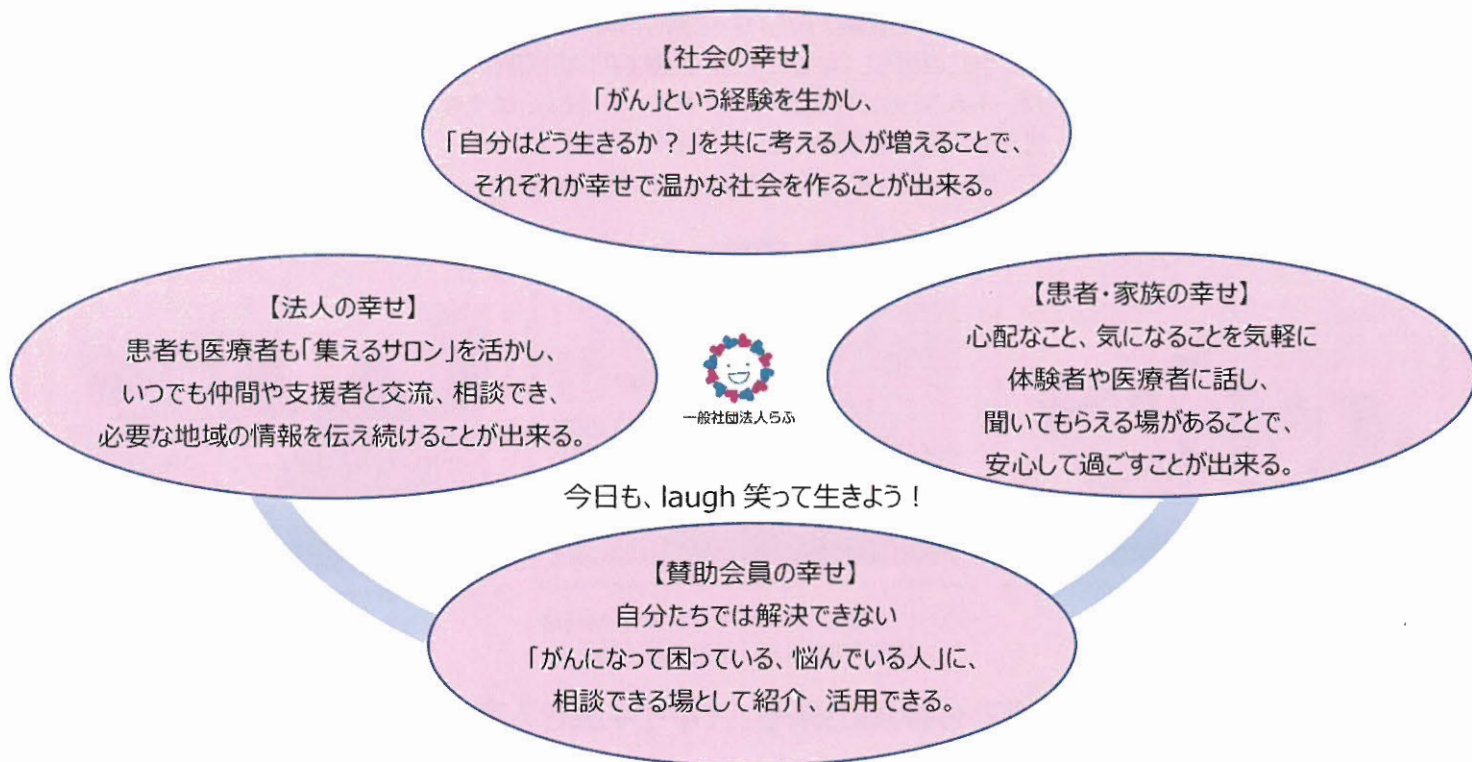 【社会の幸せ】
「がん」という経験を生かし、
「自分はどう生きるか？」を共に考える人が増えることで、
それぞれが幸せで温かな社会を作ることが出来る。
【法人の幸せ】
患者も医療者も「集えるサロン」を活かし、
いつでも仲間や支援者と交流、相談でき、
必要な地域の情報を伝え続けることが出来る。
一般社団法人らふ
【患者・家族の幸せ】
心配なこと、気になることを気軽に
体験者や医療者に話し、
聞いてもらえる場があることで、
安心して過ごすことが出来る。
今日も、laugh 笑って生きよう！
【賛助会員の幸せ】
自分たちでは解決できない
「がんになって困っている、悩んでいる人」に、
相談できる場として紹介、活用できる。